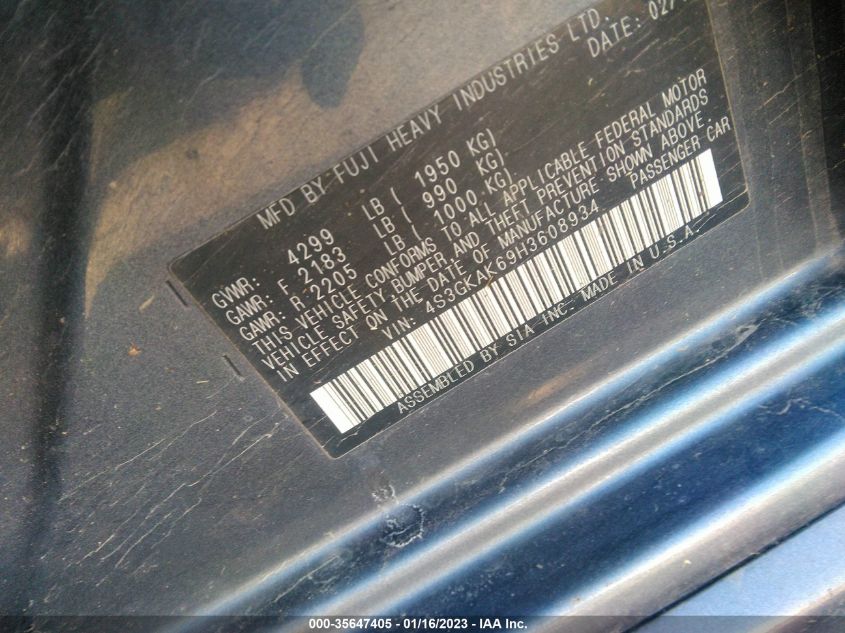 MFD BY FUJI HEAVY INDUSTRIES LTD.
DATE: 02/
GVWR: 4299 LB ( 1950 KG)
GAWR: F 2183 LB ( 990 KG)
GAWR: R 2205 LB ( 1000 KG)
THIS VEHICLE CONFORMS TO ALL APPLICABLE FEDERAL MOTOR
VEHICLE SAFETY BUMPER, AND THEFT PREVENTION STANDARDS
IN EFFECT ON THE DATE OF MANUFACTURE SHOWN ABOVE.
VIN: 4S3GKAK69H3608934 PASSENGER CAR
ASSEMBLED BY SIA INC. MADE IN U.S.A.
000-35647405 - 01/16/2023 - IAA Inc.